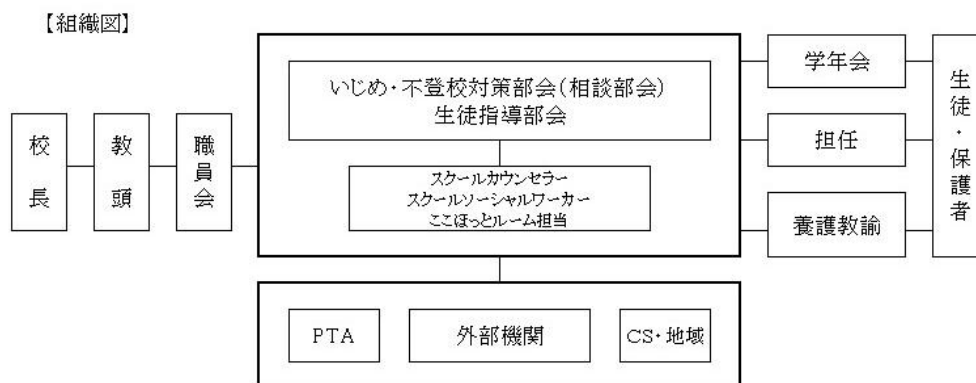 【組織図】
校長
教頭
職員会
いじめ・不登校対策部会(相談部会)
生徒指導部会
スクールカウンセラー
スクールソーシャルワーカー
ここほっとルーム担当
学年会
担任
養護教諭
生徒・保護者
PTA
外部機関
CS・地域